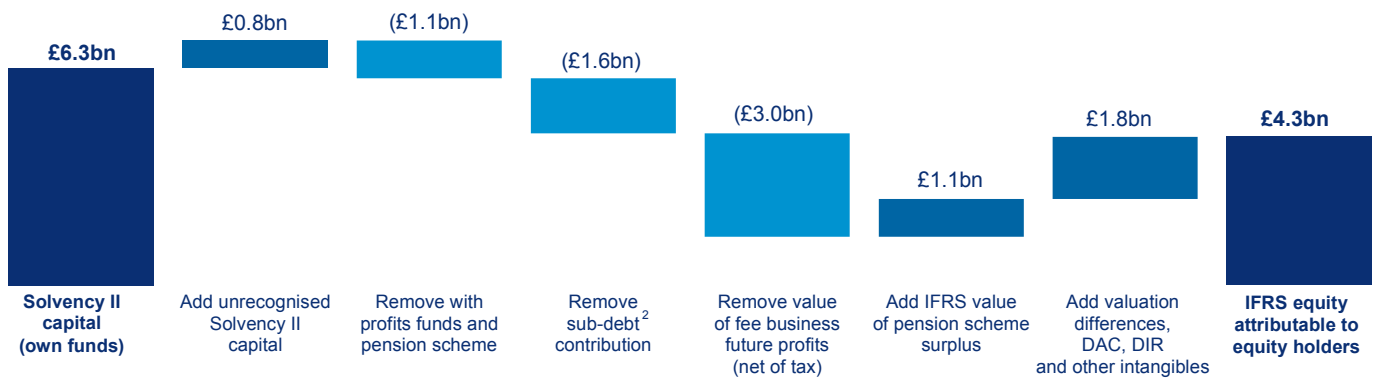 £6.3bn
£0.8bn
(£1.1bn)
(£1.6bn)
(£3.0bn)
£1.1bn
£1.8bn
£4.3bn
Solvency II
capital
(own funds)
Add unrecognised
Solvency II
capital
Remove with
profits funds and
pension scheme
Remove
sub-debt2
contribution
Remove value
of fee business
future profits
(net of tax)
Add IFRS value
of pension scheme
surplus
Add valuation
differences,
DAC, DIR
and other intangibles
IFRS equity
attributable to
equity holders